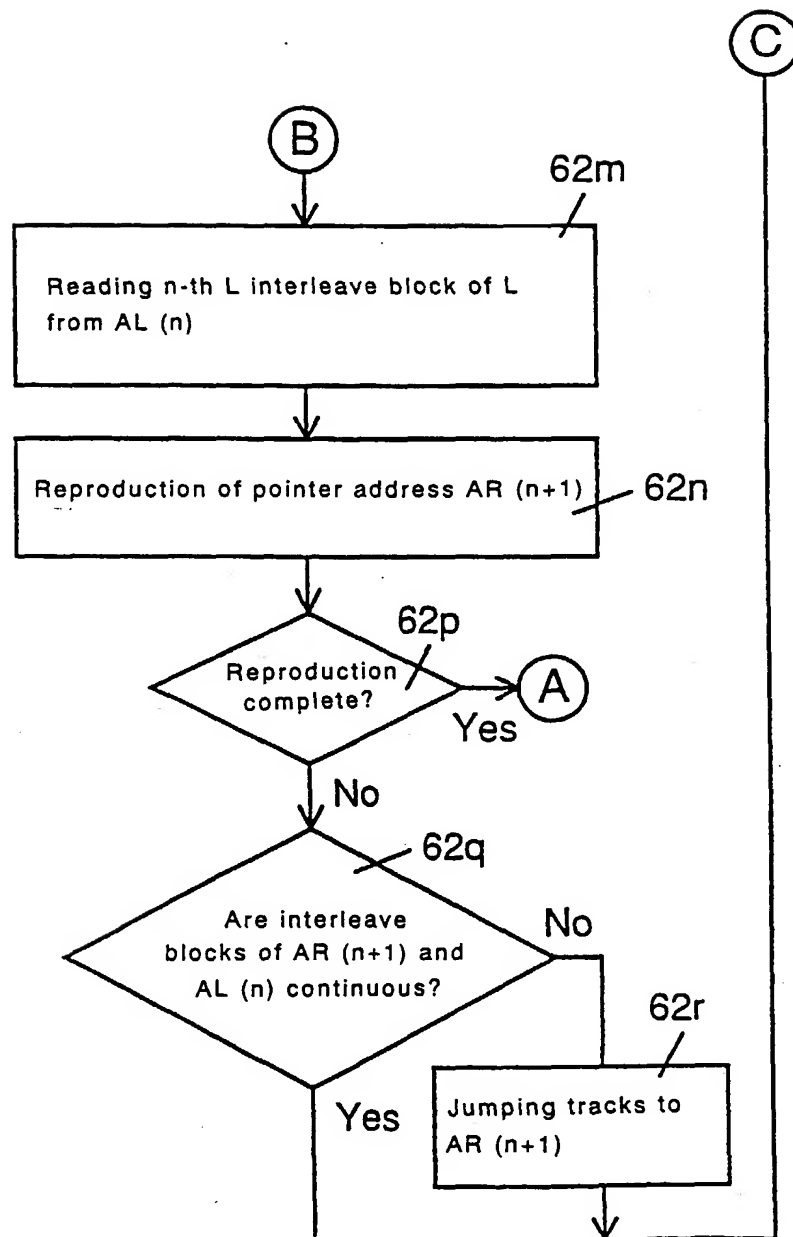 C
B
62m
Reading n-th L interleave block of L
from AL (n)
Reproduction of pointer address AR (n+1)
62n
62p
Reproduction
complete?
A
Yes
No
62q
Are interleave
blocks of AR (n+1) and
AL (n) continuous?
No
62r
Yes
Jumping tracks to
AR (n+1)